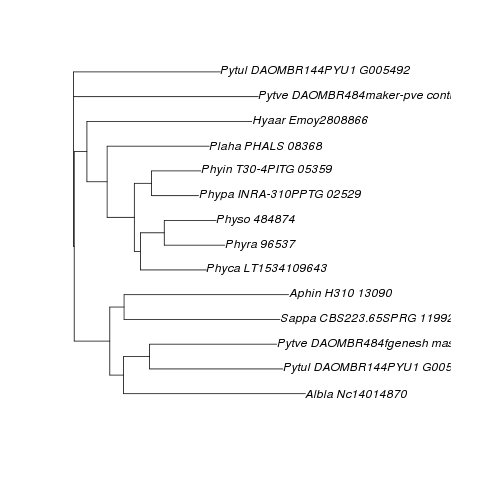 Pytul DAOMBR144PYU1 G005492
Pytve DAOMBR484maker-pve
Hyaar Emoy2808866
Plaha PHALS 08368
Phyin T30-4PITG 05359
Phypa INRA-310PPTG 02529
Physo 484874
Phyra 96537
Phyca LT1534109643
Aphin H310 13090
Sappa CBS223.65SPRG 11992
Pytve DAOMBR484fgenesh
Pytul DAOMBR144PYU1 G005
Albla Nc14014870